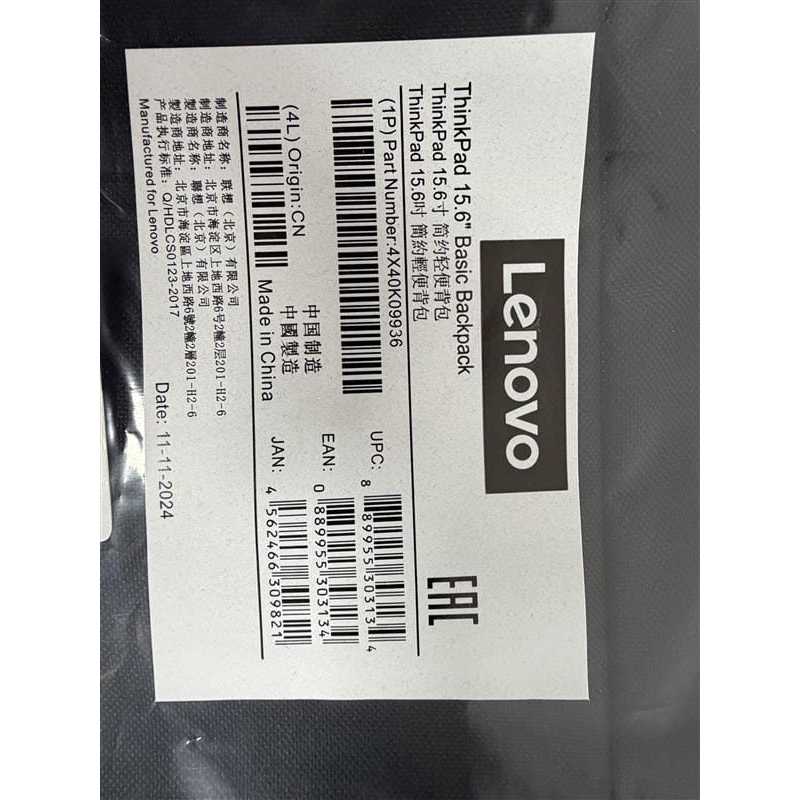 Lenovo
ThinkPad 15.6" Basic Backpack
ThinkPad 15.6寸 简约轻便背包
ThinkPad 15.6吋 簡約輕便背包
EAC
(1P) Part Number:4X40K09936
(4L) Origin:CN
中国制造
中國製造
Made in China
UPC: 8 89955 30313 4
EAN: 0 889955 303134
JAN: 4 562466 309821
制造商名称: 联想（北京）有限公司
制造商地址: 北京市海淀区上地西路6号2幢2层201-H2-6
製造商名称: 聯想（北京）有限公司
製造商地址: 北京市海淀區上地西路6號2幢2層201-H2-6
产品执行标准: Q/HDLCS0123-2017
Manufactured for Lenovo
Date: 11-11-2024